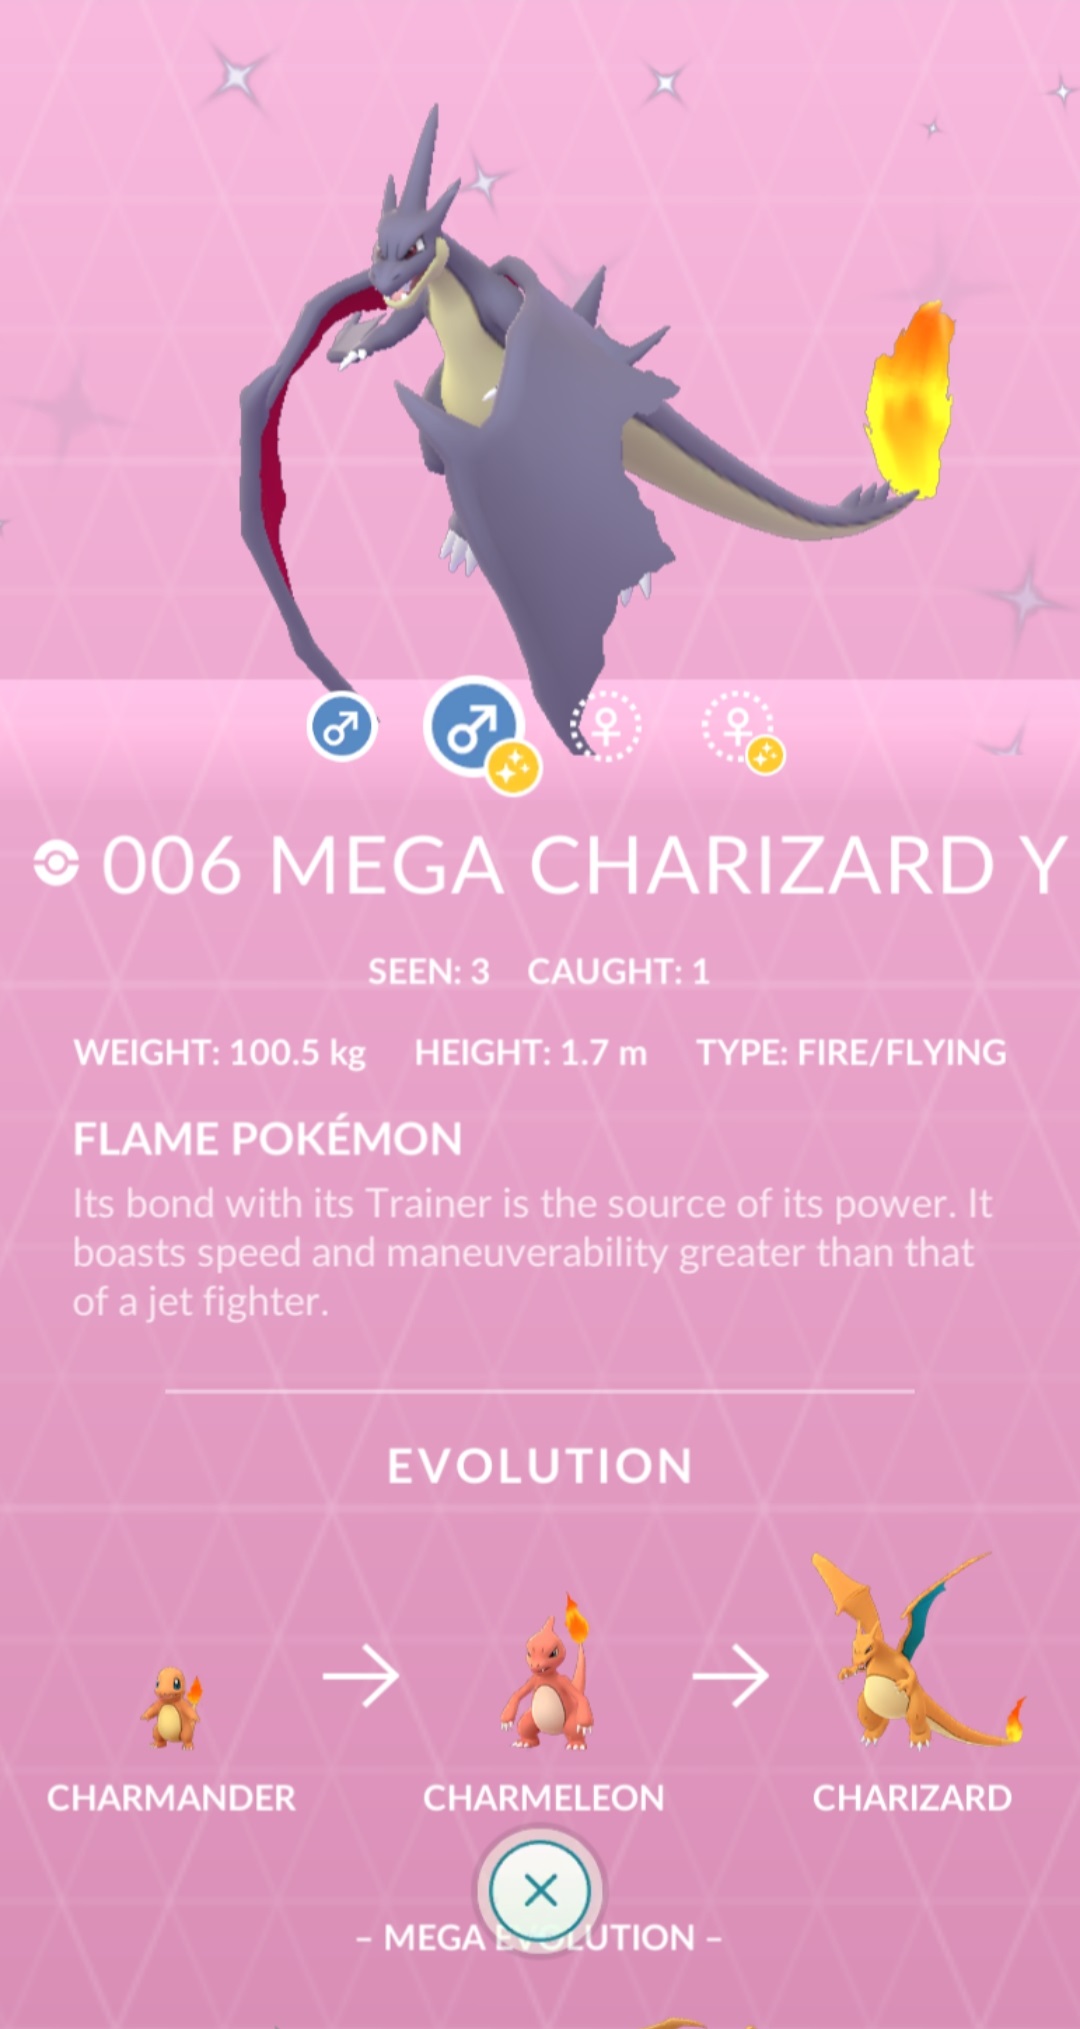 006 MEGA CHARIZARD Y
SEEN: 3 CAUGHT: 1
WEIGHT: 100.5 kg HEIGHT: 1.7 m TYPE: FIRE/FLYING
FLAME POKÉMON
Its bond with its Trainer is the source of its power. It
boasts speed and maneuverability greater than that
of a jet fighter.
EVOLUTION
CHARMANDER CHARMELEON CHARIZARD
– MEGA EVOLUTION –